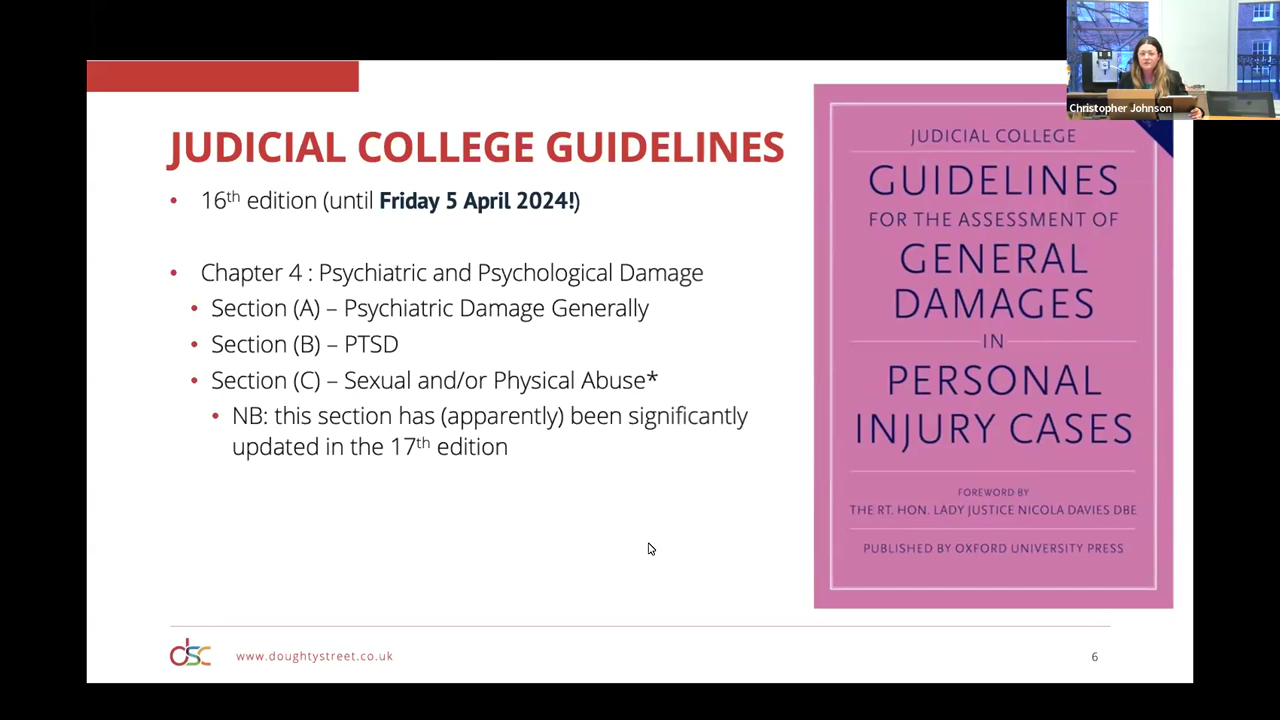 Christopher Johnson
JUDICIAL COLLEGE GUIDELINES
• 16th edition (until Friday 5 April 2024!)
• Chapter 4 : Psychiatric and Psychological Damage
• Section (A) – Psychiatric Damage Generally
• Section (B) – PTSD
• Section (C) – Sexual and/or Physical Abuse*
• NB: this section has (apparently) been significantly
updated in the 17th edition
JUDICIAL COLLEGE
GUIDELINES
FOR THE ASSESSMENT OF
GENERAL
DAMAGES
IN
PERSONAL
INJURY CASES
FOREWORD BY
THE RT. HON. LADY JUSTICE NICOLA DAVIES DBE
PUBLISHED BY OXFORD UNIVERSITY PRESS
dsc
www.doughtystreet.co.uk
6